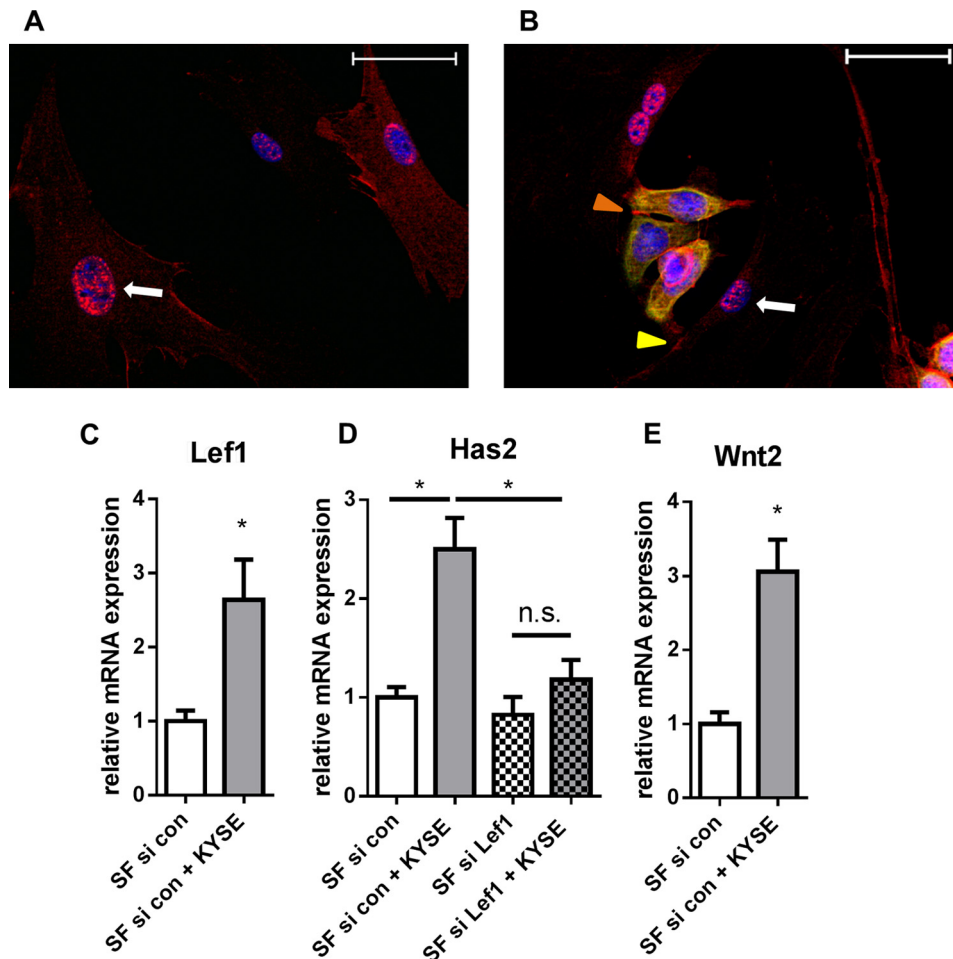 A
B
C
Lef1
relative mRNA expression
4
3
2
1
0
*
SF si con
SF si con + KYSE
D
Has2
relative mRNA expression
3
2
1
0
*
*
n.s.
SF si con
SF si con + KYSE
SF si Lef1
SF si Lef1 + KYSE
E
Wnt2
relative mRNA expression
4
3
2
1
0
*
SF si con
SF si con + KYSE